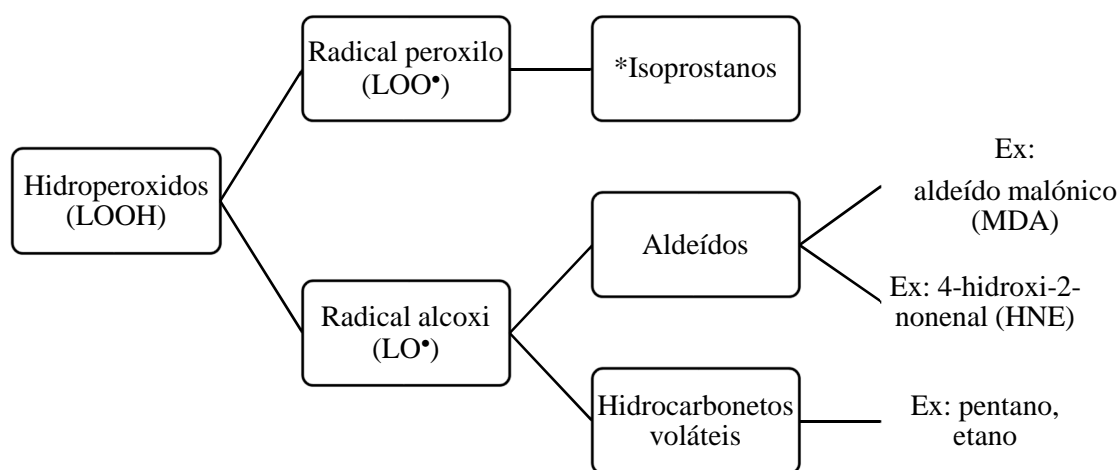 Radical peroxilo
(LOO•)
*Isoprostanos
Hidroperoxidos
(LOOH)
Ex:
aldeído malónico
(MDA)
Aldeídos
Ex: 4-hidroxi-2-
nonenal (HNE)
Radical alcoxi
(LO•)
Hidrocarbonetos
voláteis
Ex: pentano,
etano